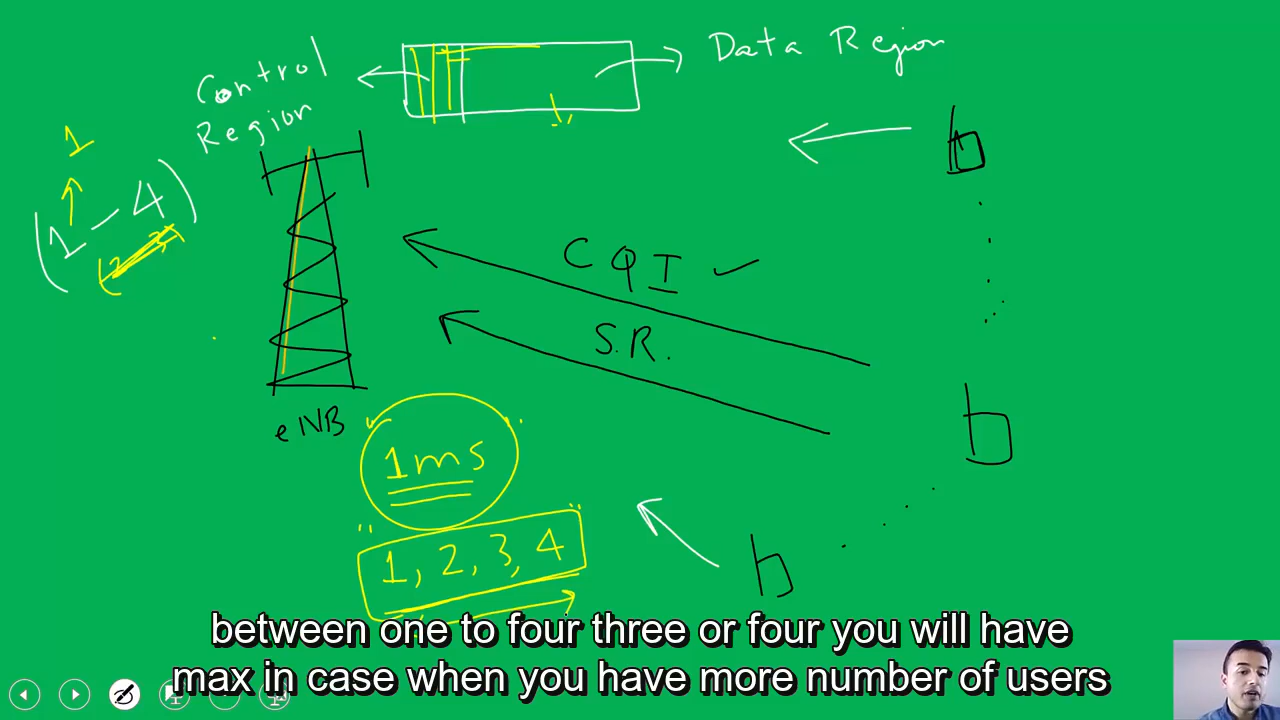 Data Region
Control
Region
1
(1-4)
CQI
S.R.
eNB
1ms
1, 2, 3, 4
between one to four three or four you will have
max in case when you have more number of users